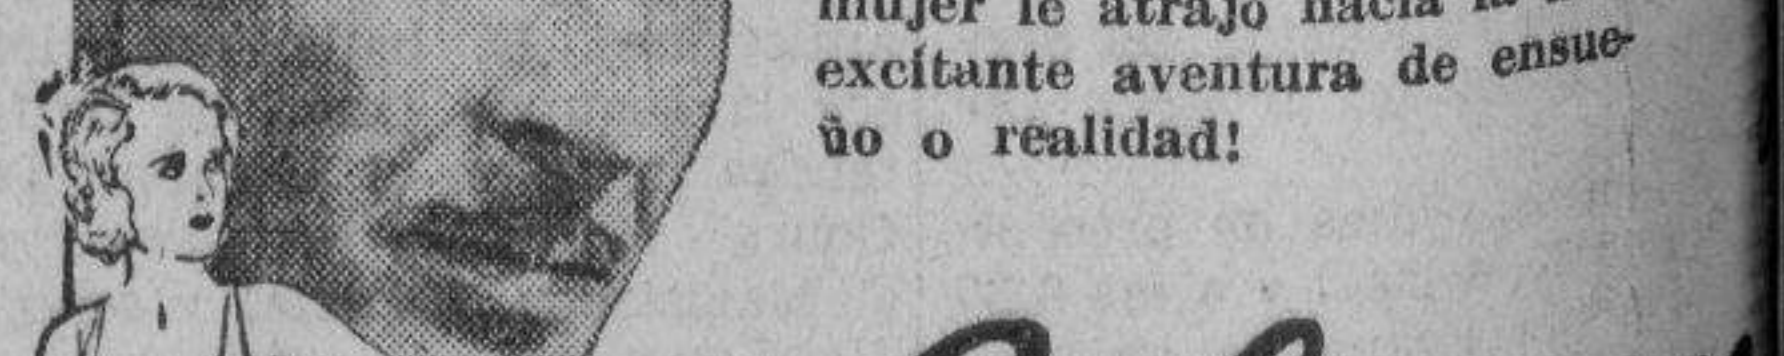 mujer le atrajo hacia la
excitante aventura de ensue-
ño o realidad!